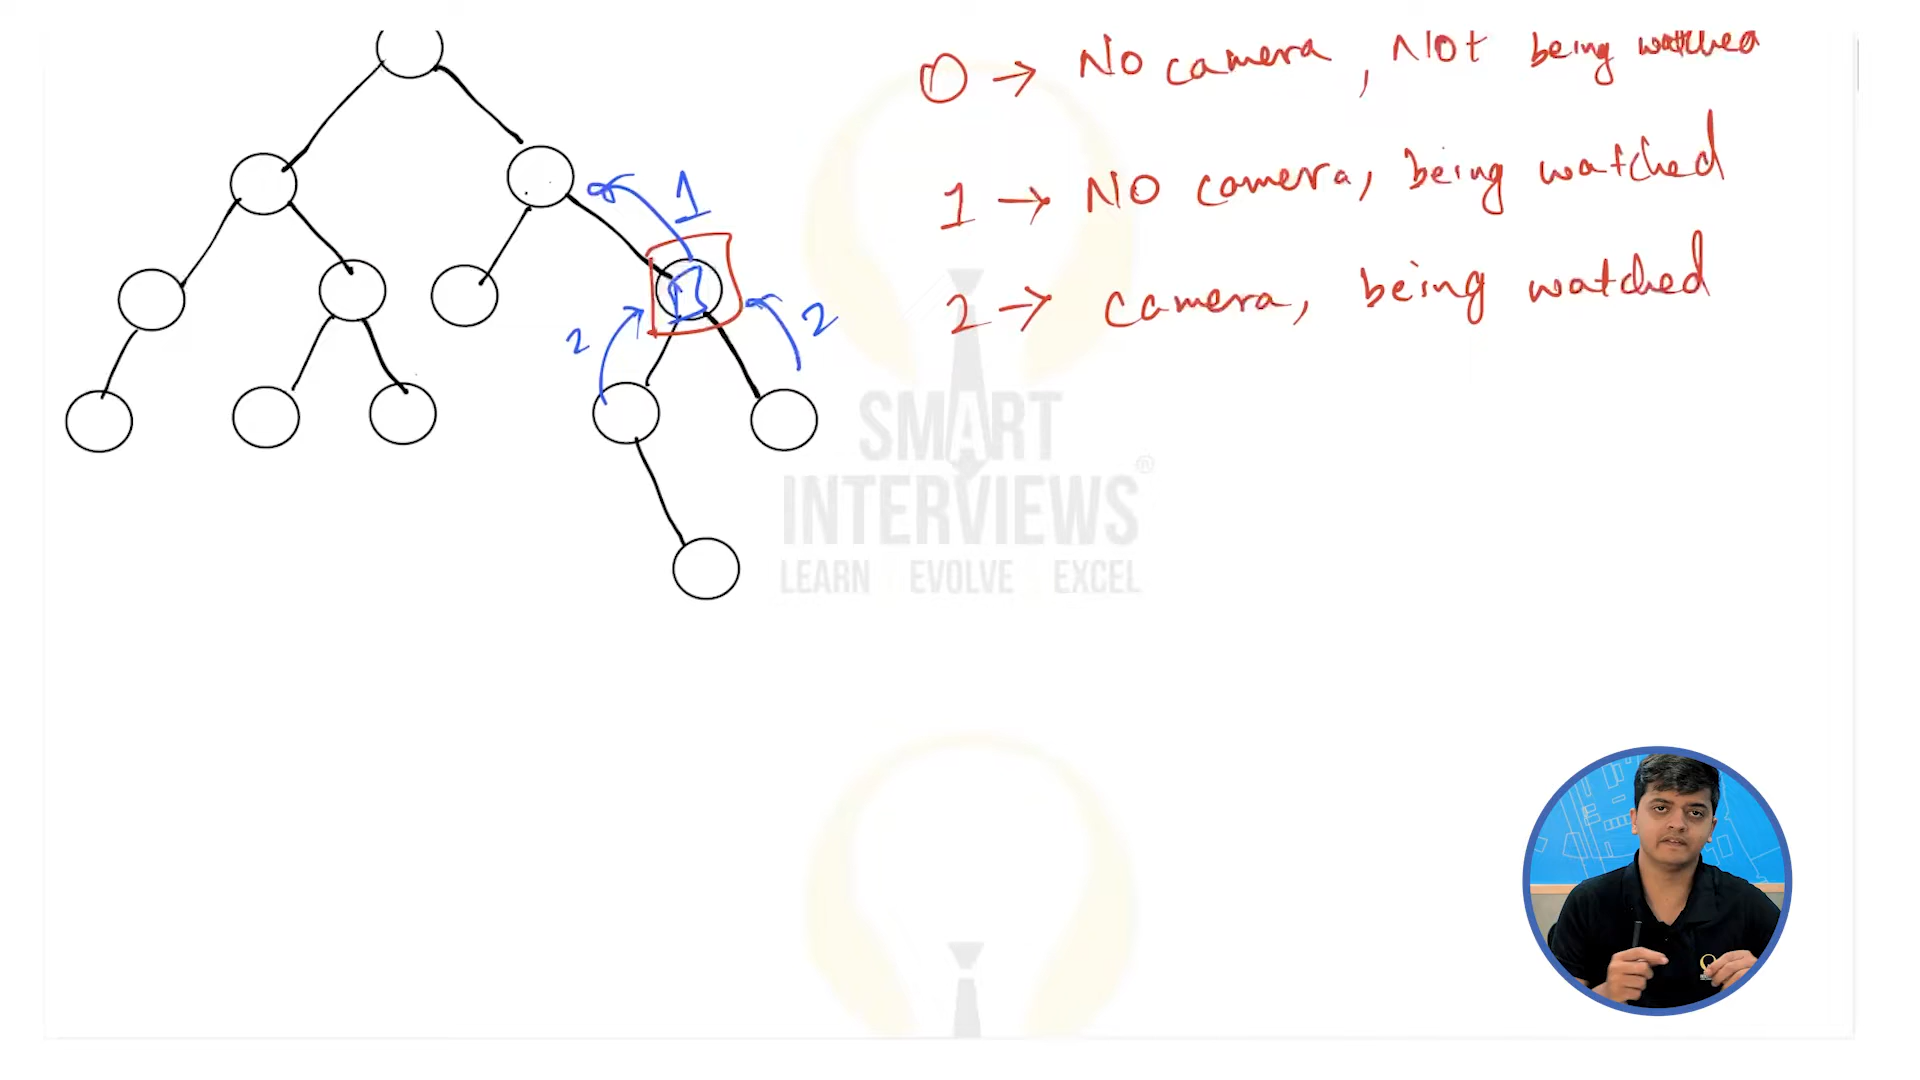 0 → No camera, Not being watched
1 → No camera, being watched
2 → camera, being watched
1
2
2
SMART
INTERVIEWS
®
LEARN EVOLVE EXCEL